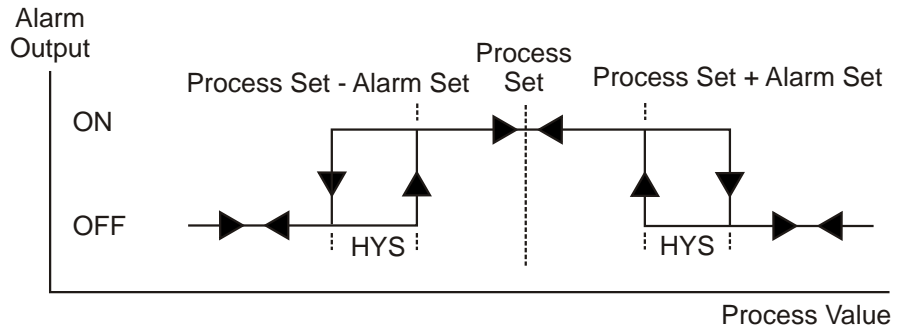 Alarm
Output
Process
Set
Process Set - Alarm Set
Process Set + Alarm Set
ON
OFF
HYS
HYS
Process Value